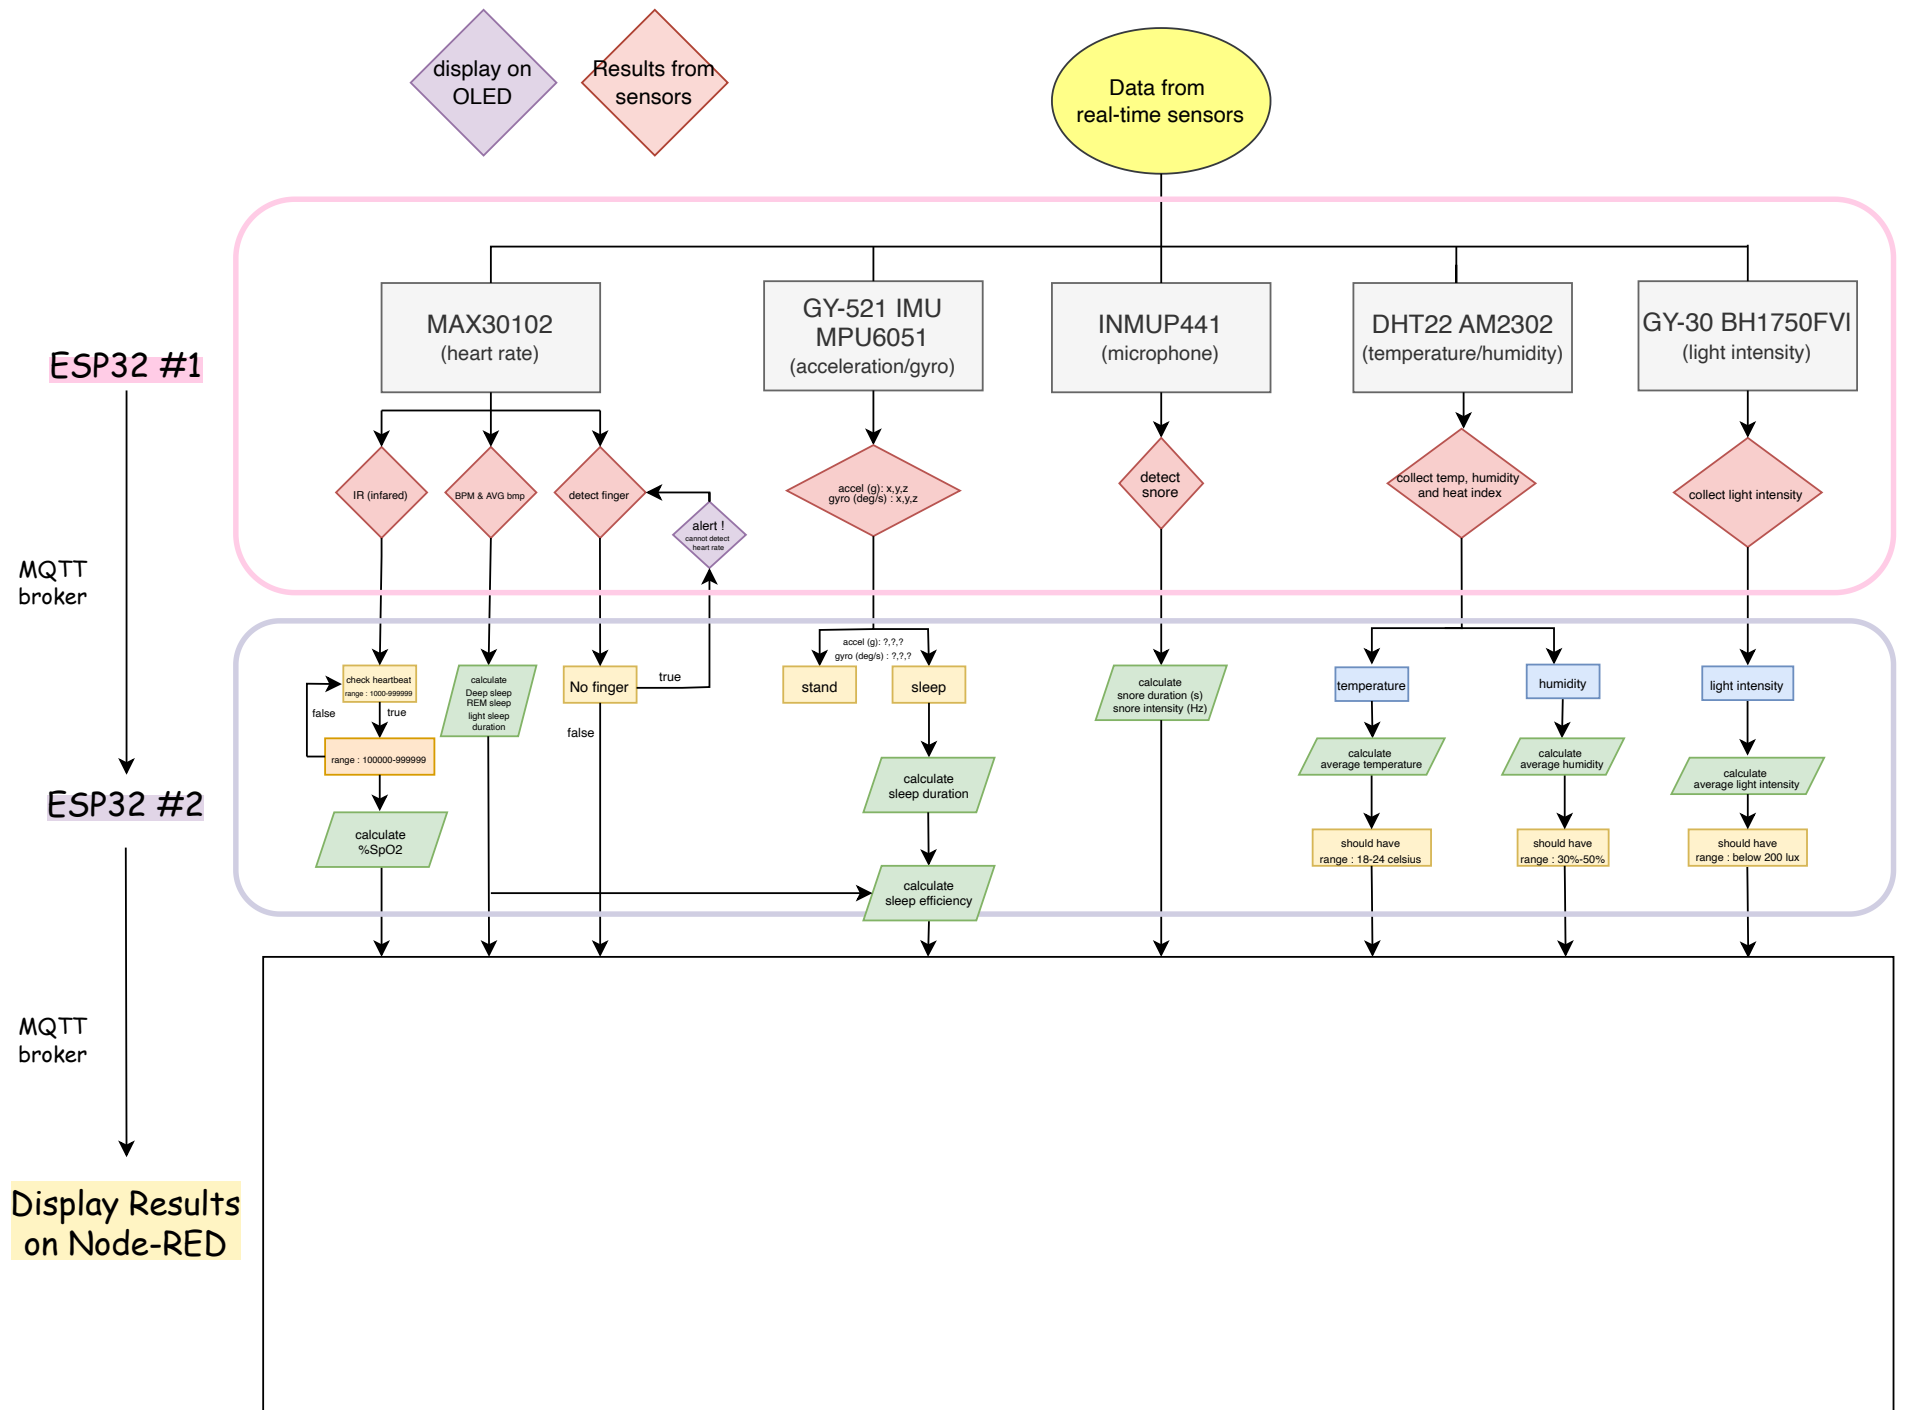 display on
OLED
Results from
sensors
Data from
real-time sensors
MAX30102
(heart rate)
GY-521 IMU
MPU6051
(acceleration/gyro)
INMUP441
(microphone)
DHT22 AM2302
(temperature/humidity)
GY-30 BH1750FVI
(light intensity)
ESP32 #1
IR (infared)
BPM & AVG bmp
detect finger
alert !
cannot detect
heart rate
accel (g): x,y,z
gyro (deg/s) : x,y,z
detect
snore
collect temp, humidity
and heat index
collect light intensity
MQTT
broker
check heartbeat
range : 1000-999999
false
true
range : 100000-999999
calculate
%SpO2
calculate
Deep sleep
REM sleep
light sleep
duration
No finger
true
false
accel (g): ?,?,?
gyro (deg/s) : ?,?,?
stand
sleep
calculate
sleep duration
calculate
sleep efficiency
calculate
snore duration (s)
snore intensity (Hz)
temperature
calculate
average temperature
should have
range : 18-24 celsius
humidity
calculate
average humidity
should have
range : 30%-50%
light intensity
calculate
average light intensity
should have
range : below 200 lux
ESP32 #2
MQTT
broker
Display Results
on Node-RED